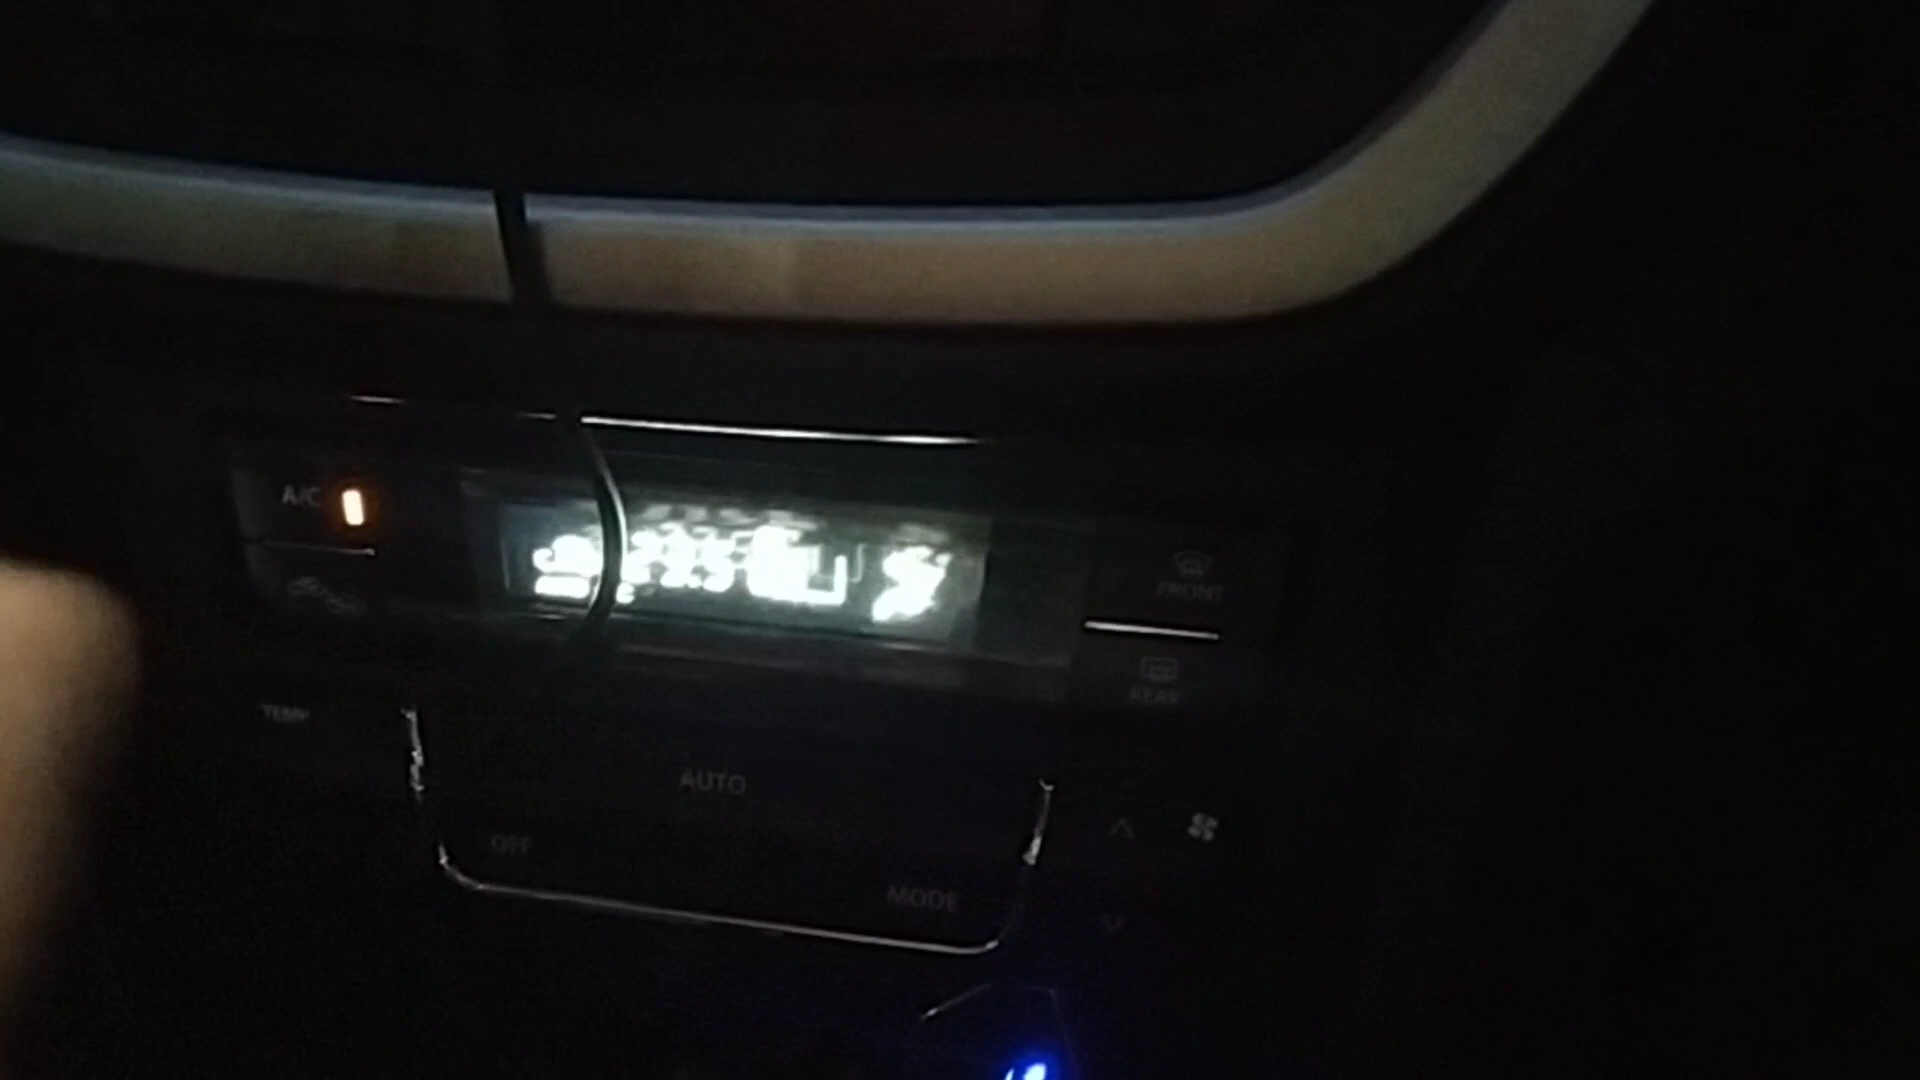 A/C
FRONT
REAR
TEMP
AUTO
OFF
MODE